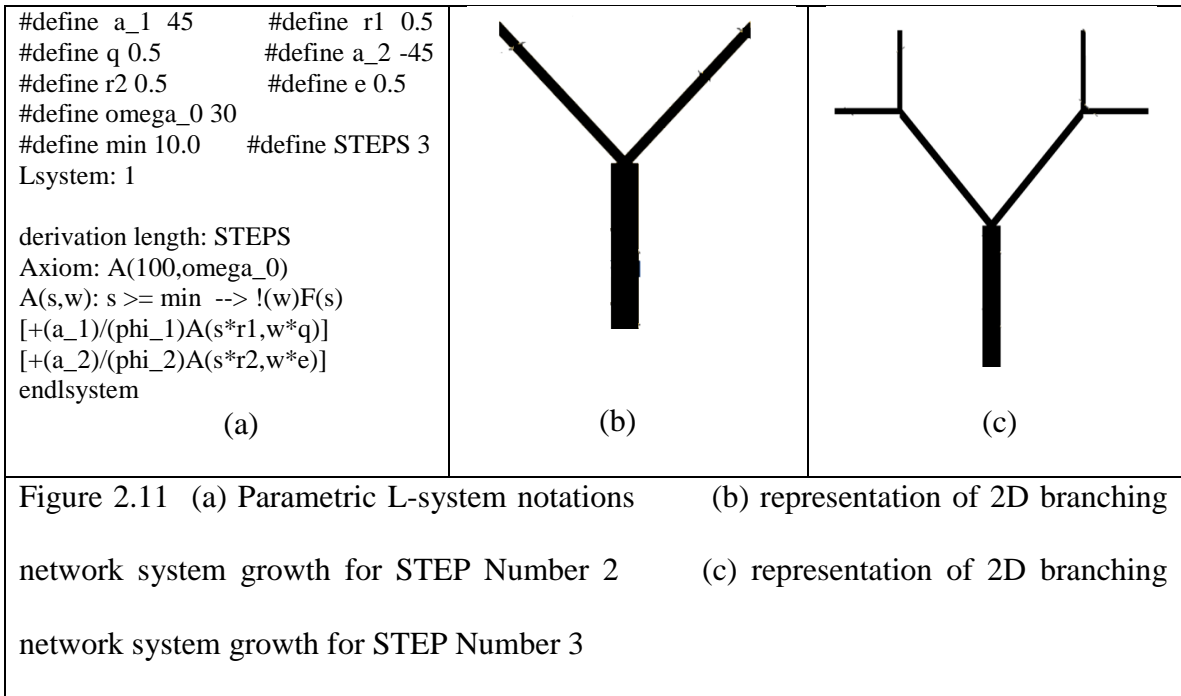 #define a_1 45 #define r1 0.5
#define q 0.5 #define a_2 -45
#define r2 0.5 #define e 0.5
#define omega_0 30
#define min 10.0 #define STEPS 3
Lsystem: 1
derivation length: STEPS
Axiom: A(100,omega_0)
A(s,w): s >= min --> !(w)F(s)
[+(a_1)/(phi_1)A(s*r1,w*q)]
[+(a_2)/(phi_2)A(s*r2,w*e)]
endlsystem
(a)
(b)
(c)
Figure 2.11 (a) Parametric L-system notations (b) representation of 2D branching
network system growth for STEP Number 2 (c) representation of 2D branching
network system growth for STEP Number 3